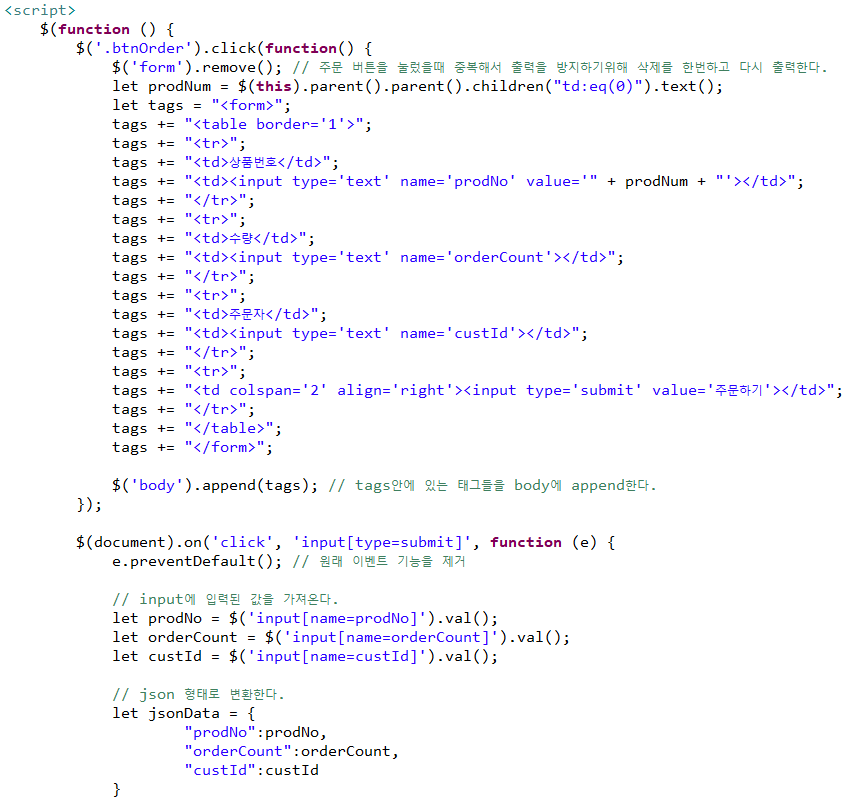 <script>
$(function () {
$('.btnOrder').click(function() {
$('form').remove(); // 주문 버튼을 눌렀을때 중복해서 출력을 방지하기위해 삭제를 한번하고 다시 출력한다.
let prodNum = $(this).parent().parent().children("td:eq(0)").text();
let tags = "<form>";
tags += "<table border='1'>";
tags += "<tr>";
tags += "<td>상품번호</td>";
tags += "<td><input type='text' name='prodNo' value='" + prodNum + "'></td>";
tags += "</tr>";
tags += "<tr>";
tags += "<td>수량</td>";
tags += "<td><input type='text' name='orderCount'></td>";
tags += "</tr>";
tags += "<tr>";
tags += "<td>주문자</td>";
tags += "<td><input type='text' name='custId'></td>";
tags += "</tr>";
tags += "<tr>";
tags += "<td colspan='2' align='right'><input type='submit' value='주문하기'></td>";
tags += "</tr>";
tags += "</table>";
tags += "</form>";
$('body').append(tags); // tags안에 있는 태그들을 body에 append한다.
});
$(document).on('click', 'input[type=submit]', function (e) {
e.preventDefault(); // 원래 이벤트 기능을 제거
// input에 입력된 값을 가져온다.
let prodNo = $('input[name=prodNo]').val();
let orderCount = $('input[name=orderCount]').val();
let custId = $('input[name=custId]').val();
// json 형태로 변환한다.
let jsonData = {
"prodNo":prodNo,
"orderCount":orderCount,
"custId":custId
}